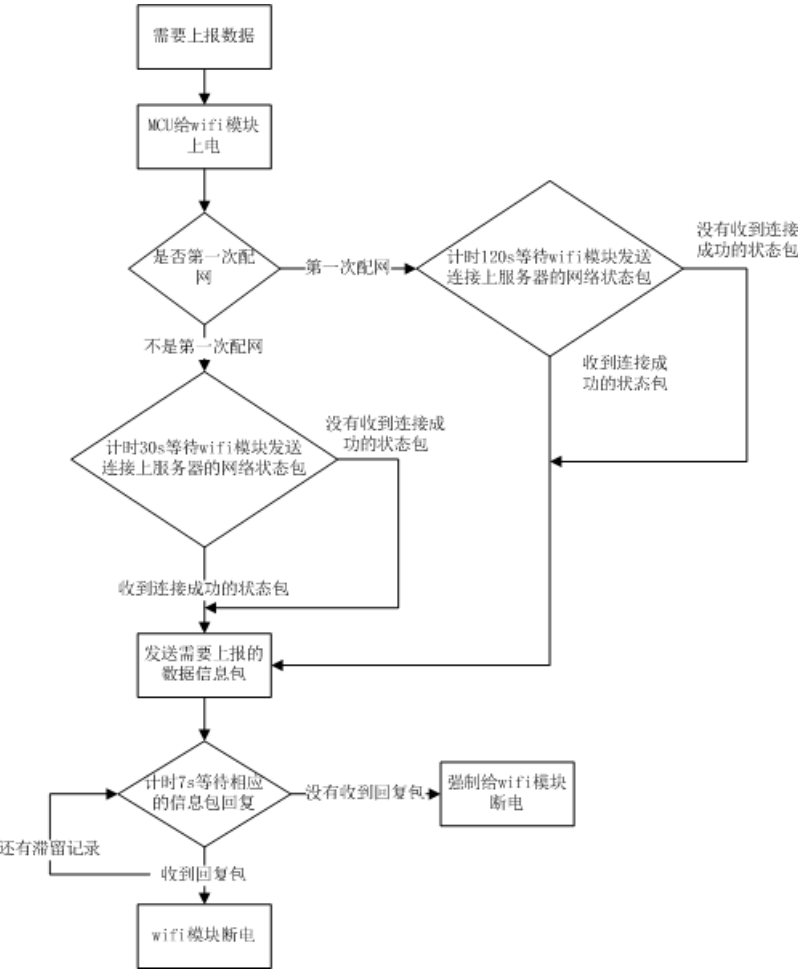 需要上报数据
MCU给wifi模块
上电
是否第一次配
网
第一次配网
计时120s等待wifi模块发送
连接上服务器的网络状态包
没有收到连接
成功的状态包
不是第一次配网
收到连接成
功的状态包
计时30s等待wifi模块发送
连接上服务器的网络状态包
没有收到连接成
功的状态包
收到连接成功的状态包
发送需要上报的
数据信息包
计时7s等待相应
的信息包回复
没有收到回复包
强制给wifi模块
断电
还有滞留记录
收到回复包
wifi模块断电